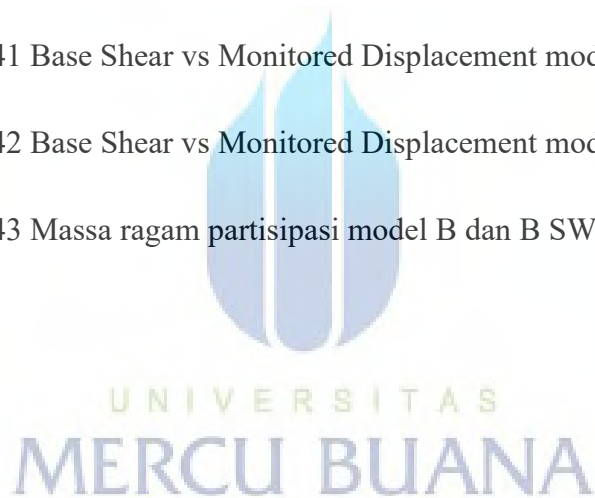 41 Base Shear vs Monitored Displacement mod
42 Base Shear vs Monitored Displacement mod
43 Massa ragam partisipasi model B dan B SW
UNIVERSITAS
MERCU BUANA